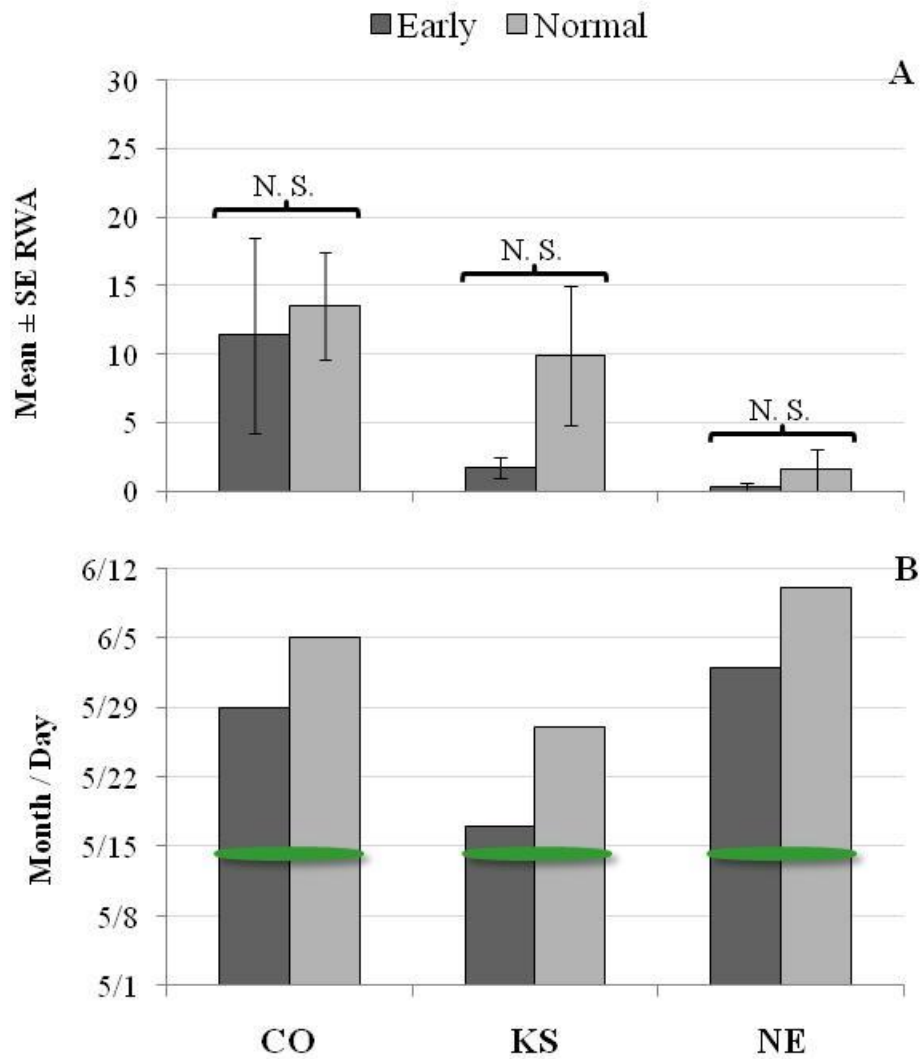 Early Normal
A
30
25
20
15
10
5
0
Mean ± SE RWA
N. S.
N. S.
N. S.
B
6/12
6/5
5/29
5/22
5/15
5/8
5/1
Month / Day
CO KS NE